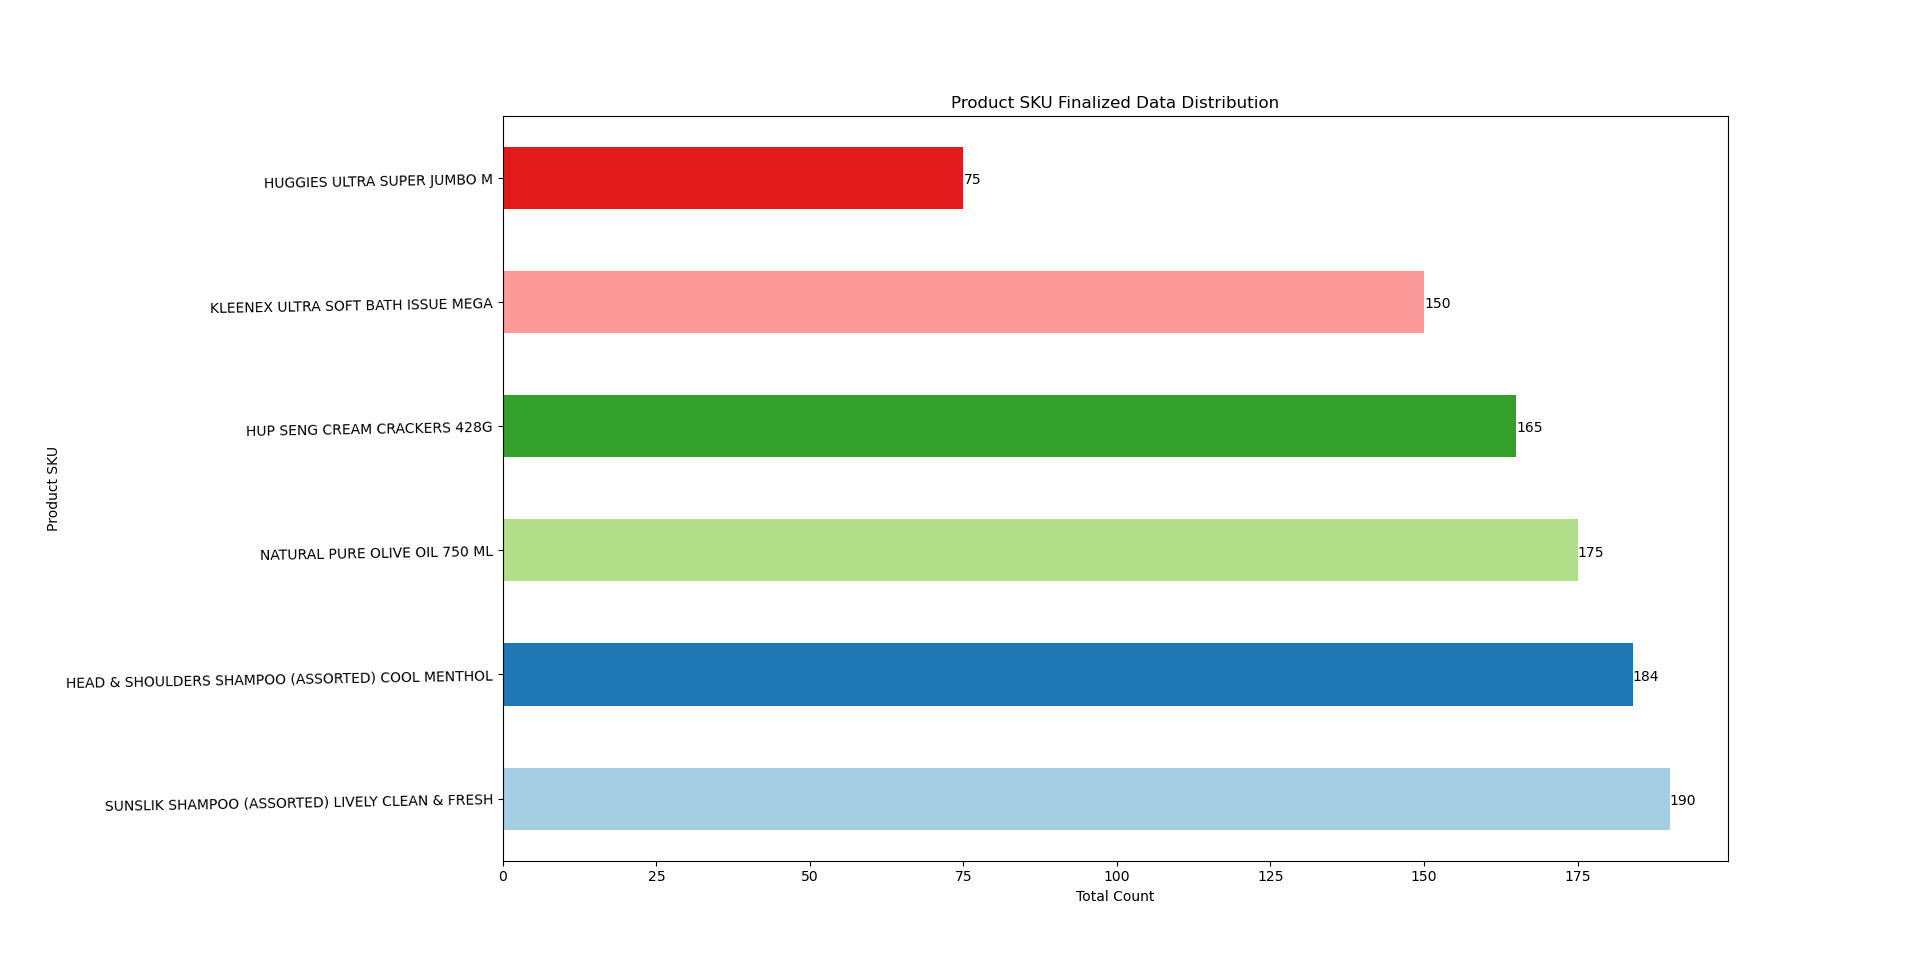 Product SKU Finalized Data Distribution
HUGGIES ULTRA SUPER JUMBO M
75
KLEENEX ULTRA SOFT BATH ISSUE MEGA
150
HUP SENG CREAM CRACKERS 428G
165
Product SKU
NATURAL PURE OLIVE OIL 750 ML
175
HEAD & SHOULDERS SHAMPOO (ASSORTED) COOL MENTHOL
184
SUNSLIK SHAMPOO (ASSORTED) LIVELY CLEAN & FRESH
190
0 25 50 75 100 125 150 175
Total Count